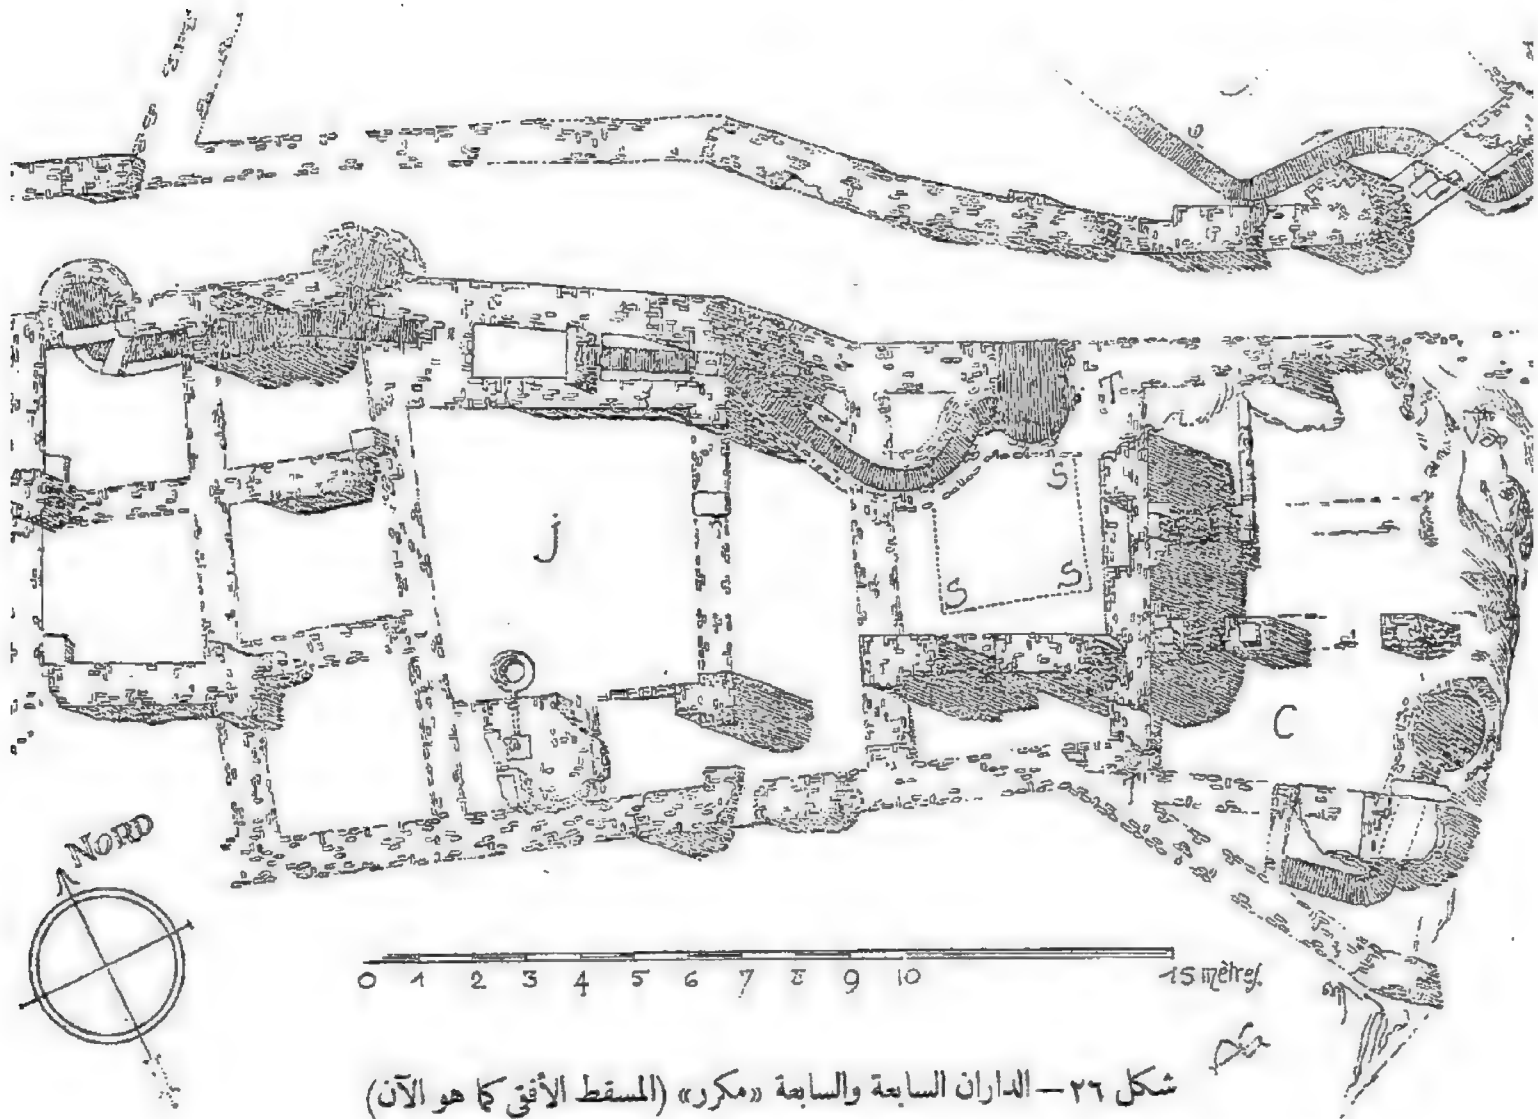 T
S
J
S
S
C
NORD
0 1 2 3 4 5 6 7 8 9 10 15 mètres.
شكل ٢٦ — الداران السابعة والسابعة «مكرر» (المسقط الأفقى كما هو الآن)